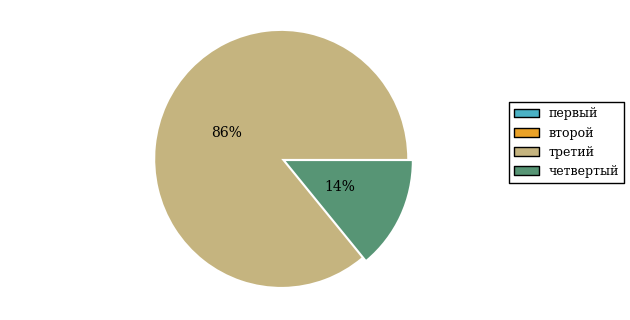 86%
14%
первый
второй
третий
четвертый